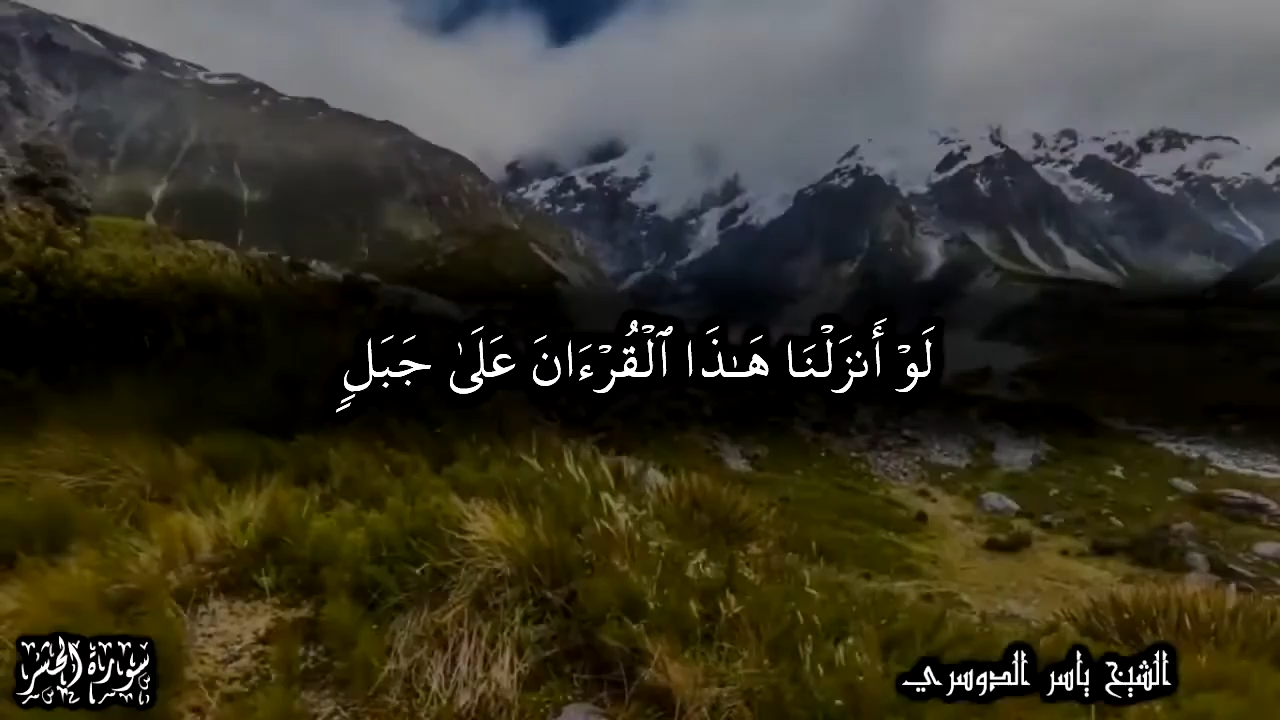 لَوْ أَنزَلْنَا هَـٰذَا ٱلْقُرْءَانَ عَلَىٰ جَبَلٍ
سورة الحشر
الشيخ ياسر الدوسري